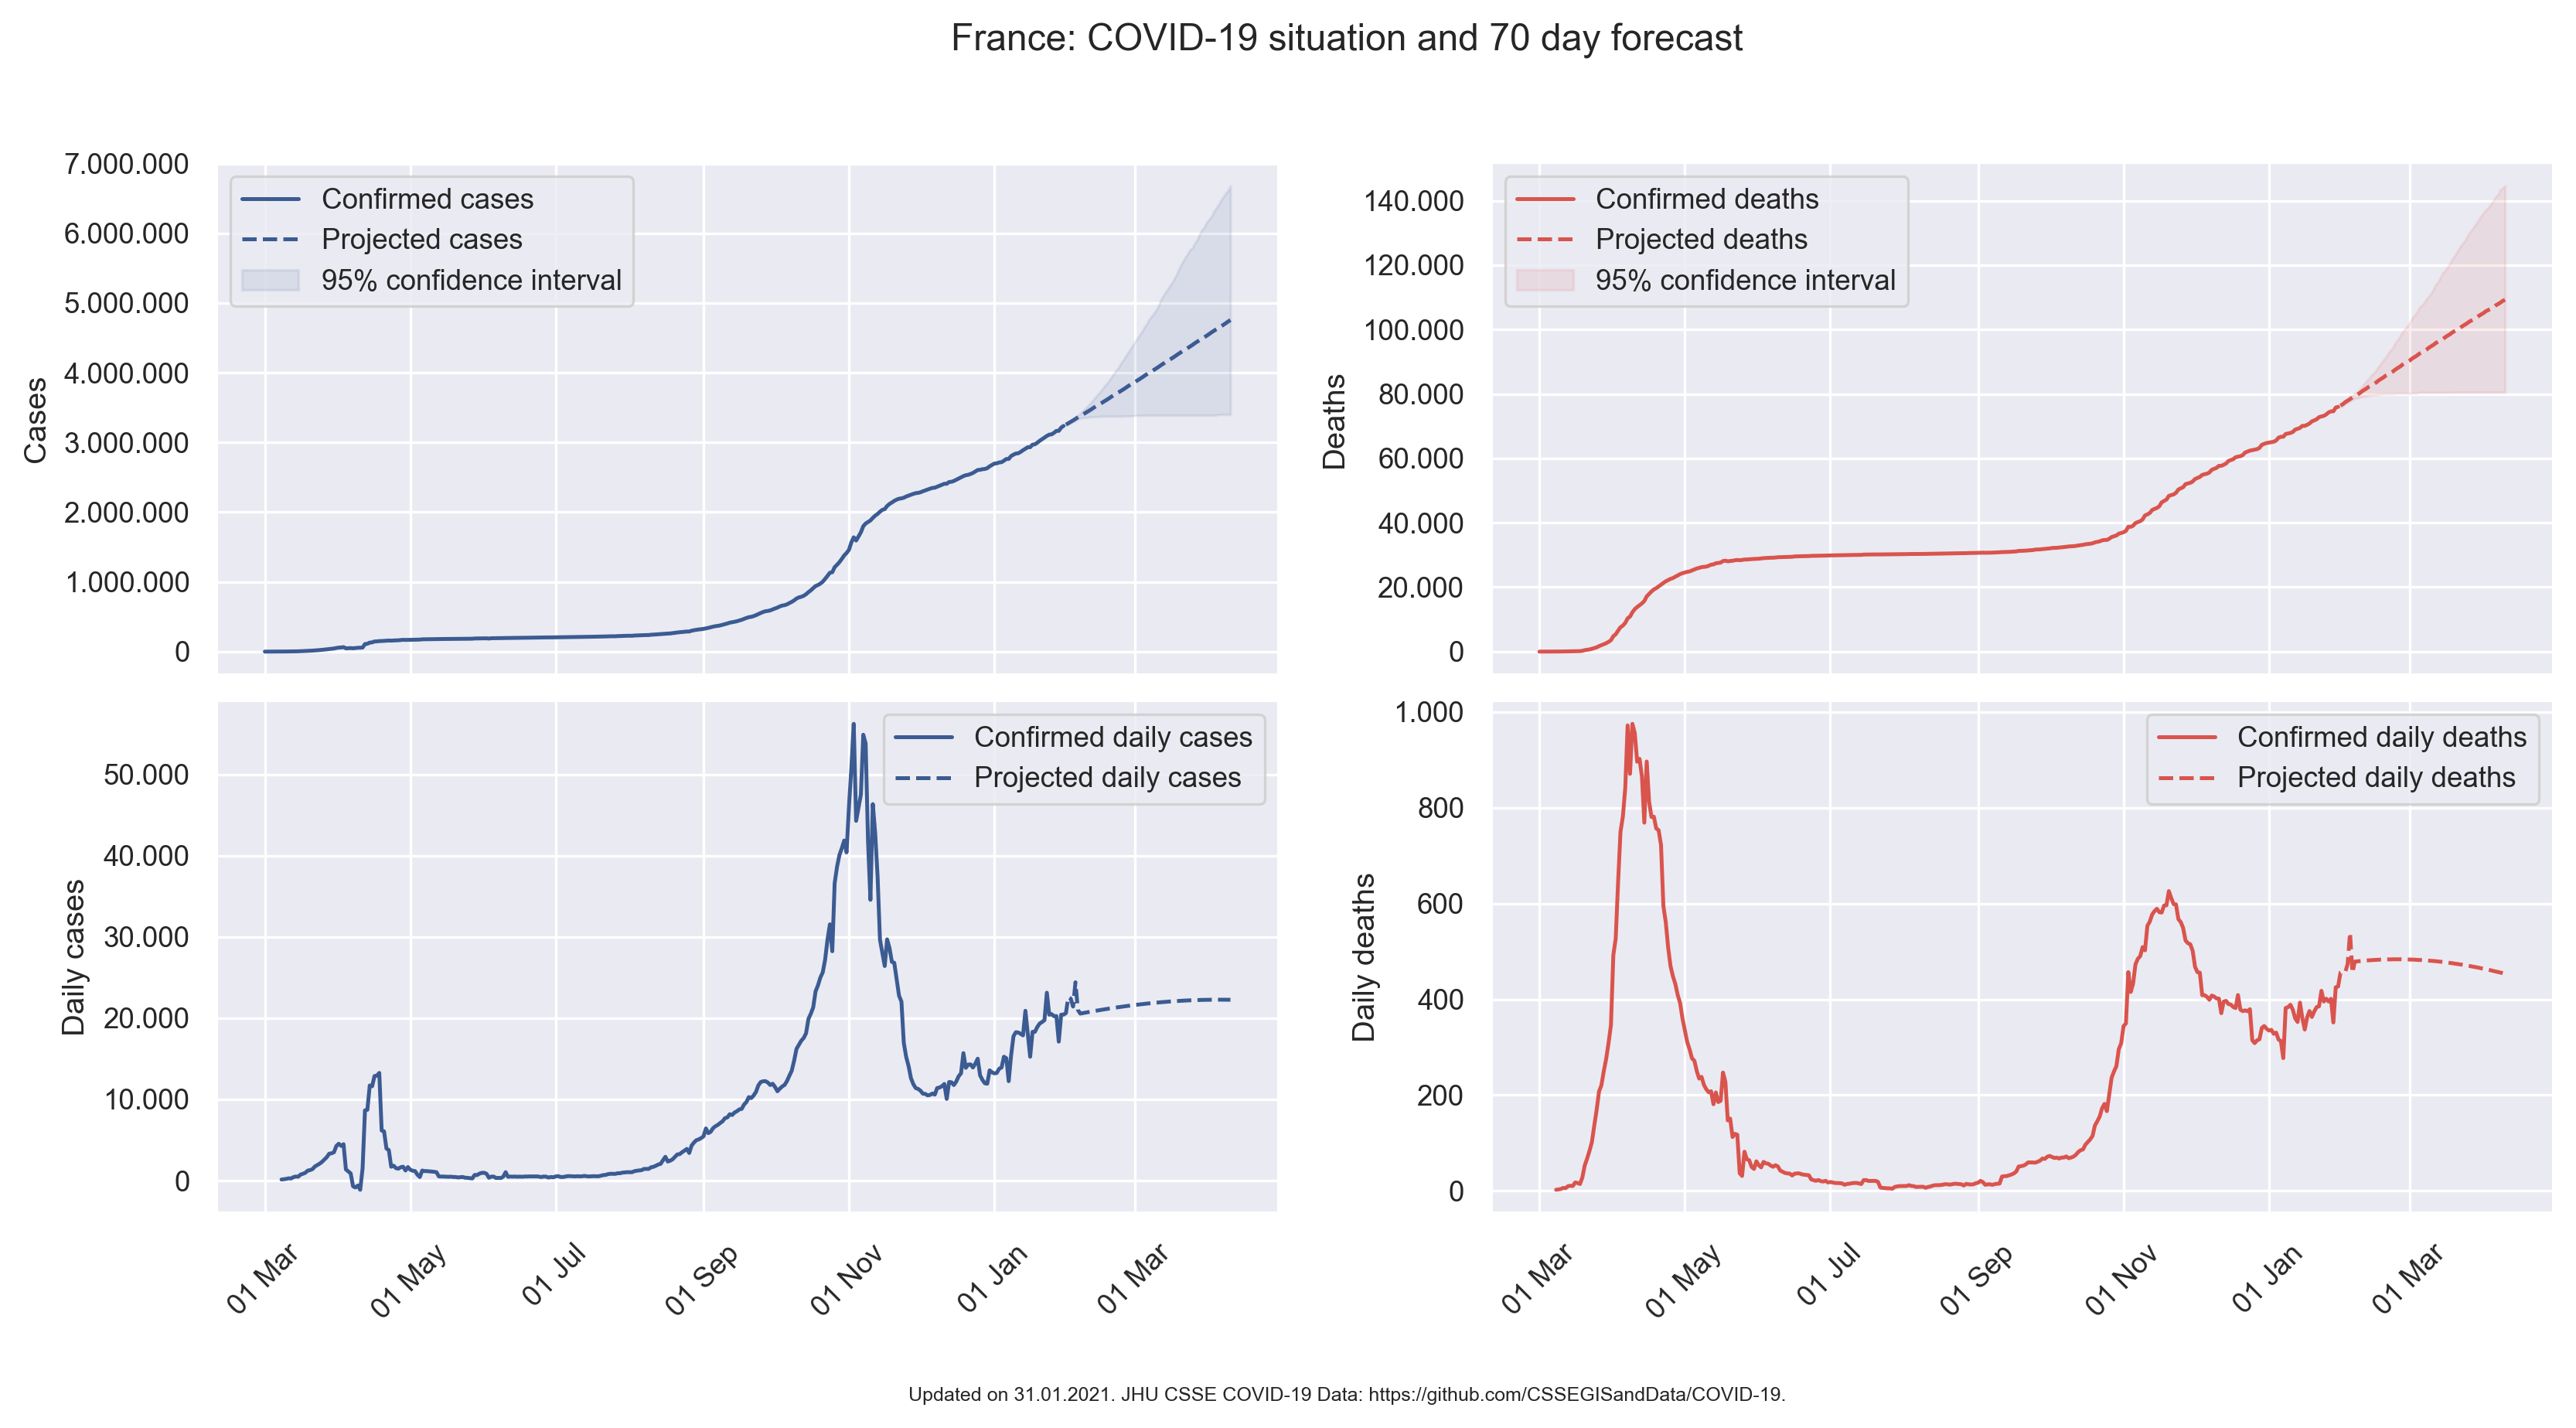 France: COVID-19 situation and 70 day forecast
7.000.000
6.000.000
5.000.000
4.000.000
3.000.000
2.000.000
1.000.000
0
Cases
Confirmed cases
Projected cases
95% confidence interval
140.000
120.000
100.000
80.000
60.000
40.000
20.000
0
Deaths
Confirmed deaths
Projected deaths
95% confidence interval
50.000
40.000
30.000
20.000
10.000
0
Daily cases
Confirmed daily cases
Projected daily cases
01 Mar
01 May
01 Jul
01 Sep
01 Nov
01 Jan
01 Mar
1.000
800
600
400
200
0
Daily deaths
Confirmed daily deaths
Projected daily deaths
01 Mar
01 May
01 Jul
01 Sep
01 Nov
01 Jan
01 Mar
Updated on 31.01.2021. JHU CSSE COVID-19 Data: https://github.com/CSSEGISandData/COVID-19.